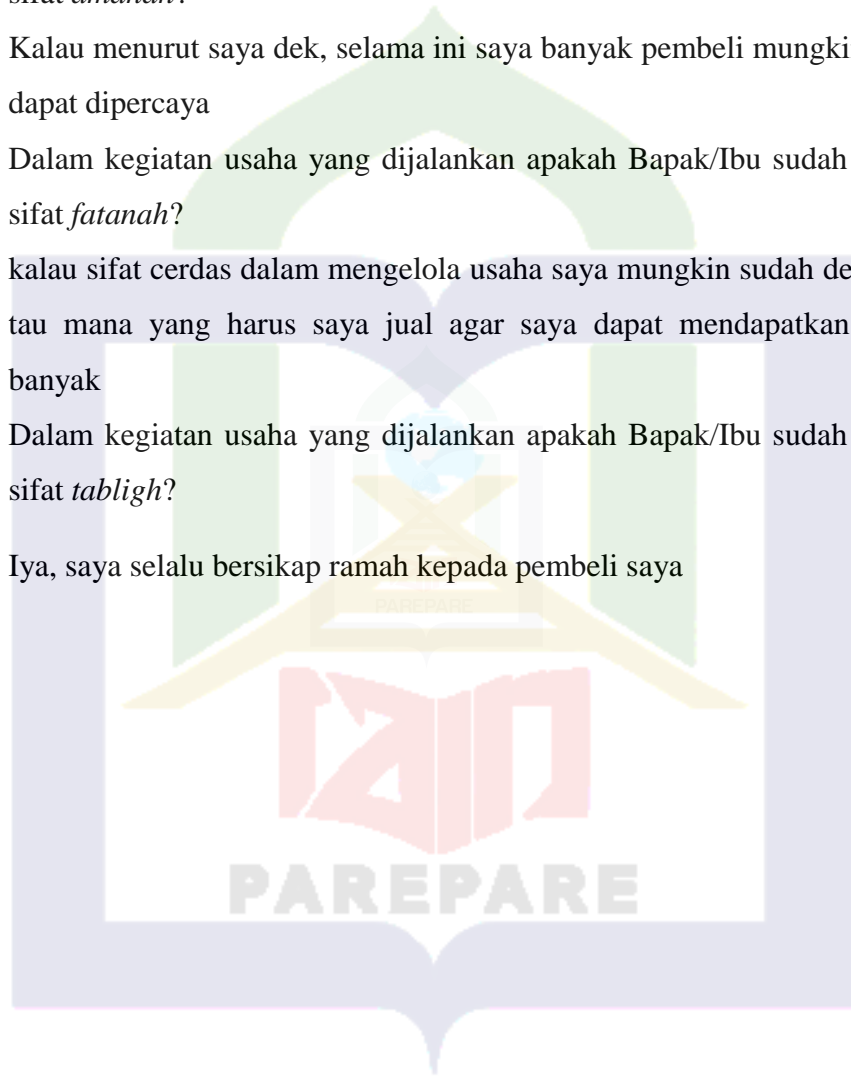 sifat amanah?
Kalau menurut saya dek, selama ini saya banyak pembeli
dapat dipercaya
Dalam kegiatan usaha yang dijalankan apakah Bapak/Ibu sudah
sifat fatanah?
kalau sifat cerdas dalam mengelola usaha saya mungkin sudah
tau mana yang harus saya jual agar saya dapat mendapatkan
banyak
Dalam kegiatan usaha yang dijalankan apakah Bapak/Ibu sudah
sifat tabligh?
Iya, saya selalu bersikap ramah kepada pembeli saya
PAREPARE
iain
PAREPARE